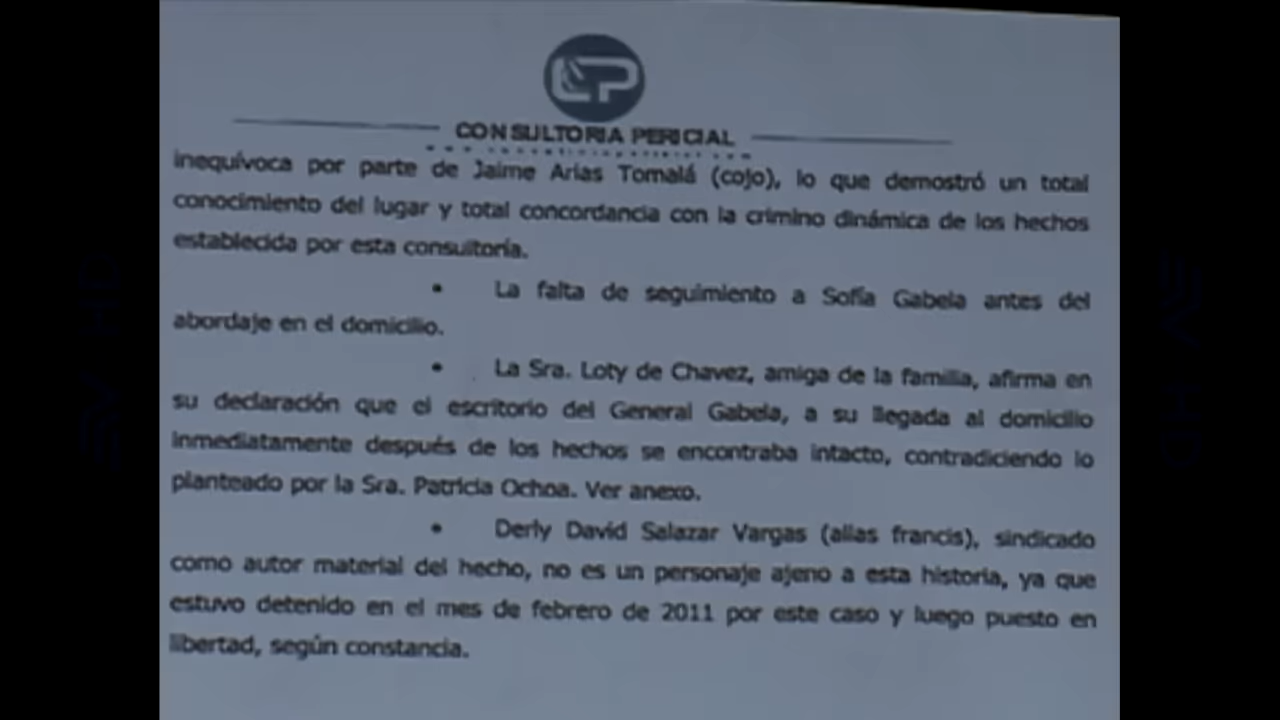 CP
CONSULTORIA PERICIAL
inequívoca por parte de Jaime Arias Tomalá (cojo), lo que demostró un total
conocimiento del lugar y total concordancia con la crimino dinámica de los hechos
establecida por esta consultoría.
• La falta de seguimiento a Sofía Gabela antes del
abordaje en el domicilio.
• La Sra. Loty de Chavez, amiga de la familia, afirma en
su declaración que el escritorio del General Gabela, a su llegada al domicilio
inmediatamente después de los hechos se encontraba intacto, contradiciendo lo
planteado por la Sra. Patricia Ochoa. Ver anexo.
• Derly David Salazar Vargas (alias francis), sindicado
como autor material del hecho, no es un personaje ajeno a esta historia, ya que
estuvo detenido en el mes de febrero de 2011 por este caso y luego puesto en
libertad, según constancia.